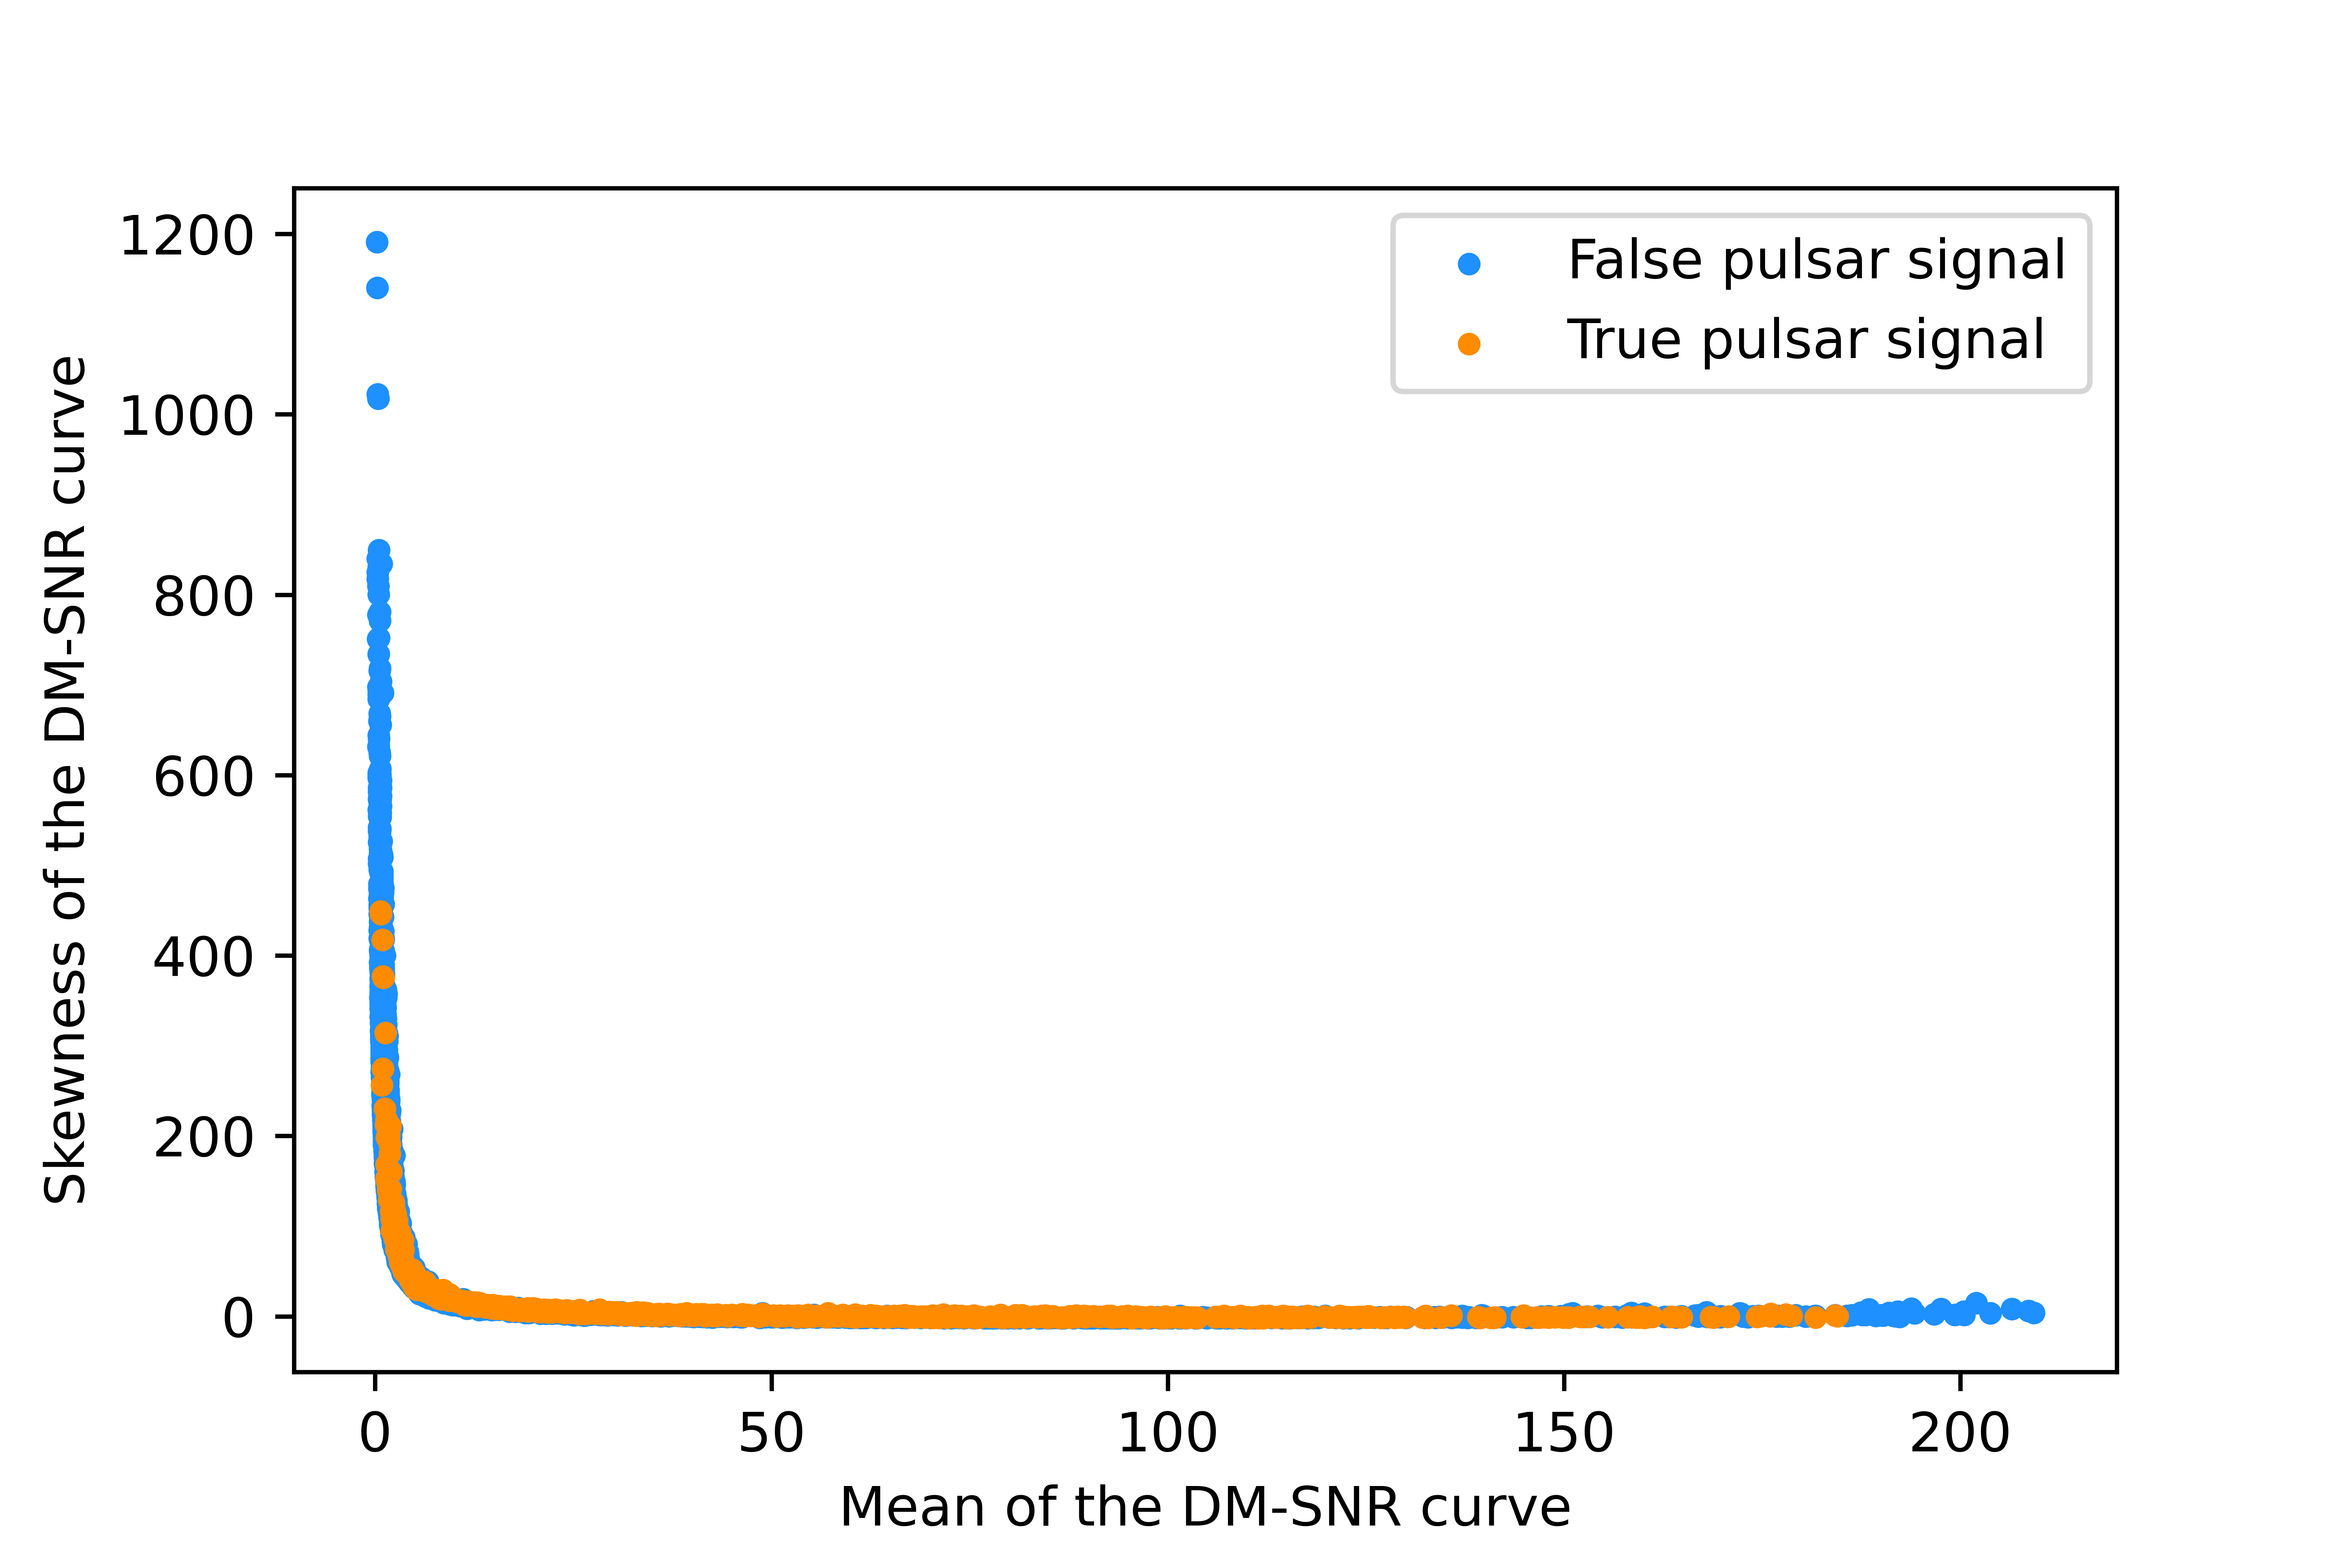 1200
1000
800
600
400
200
0
Skewness of the DM-SNR curve
False pulsar signal
True pulsar signal
0 50 100 150 200
Mean of the DM-SNR curve